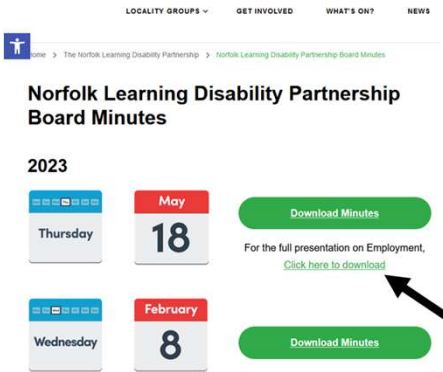 LOCALITY GROUPS GET INVOLVED WHAT'S ON? NEWS
ome > The Norfolk Learning Disability Partnership > Norfolk Learning Disability Partnership Board Minutes
Norfolk Learning Disability Partnership
Board Minutes
2023
Thursday
May
18
Download Minutes
For the full presentation on Employment,
Click here to download
Wednesday
February
8
Download Minutes